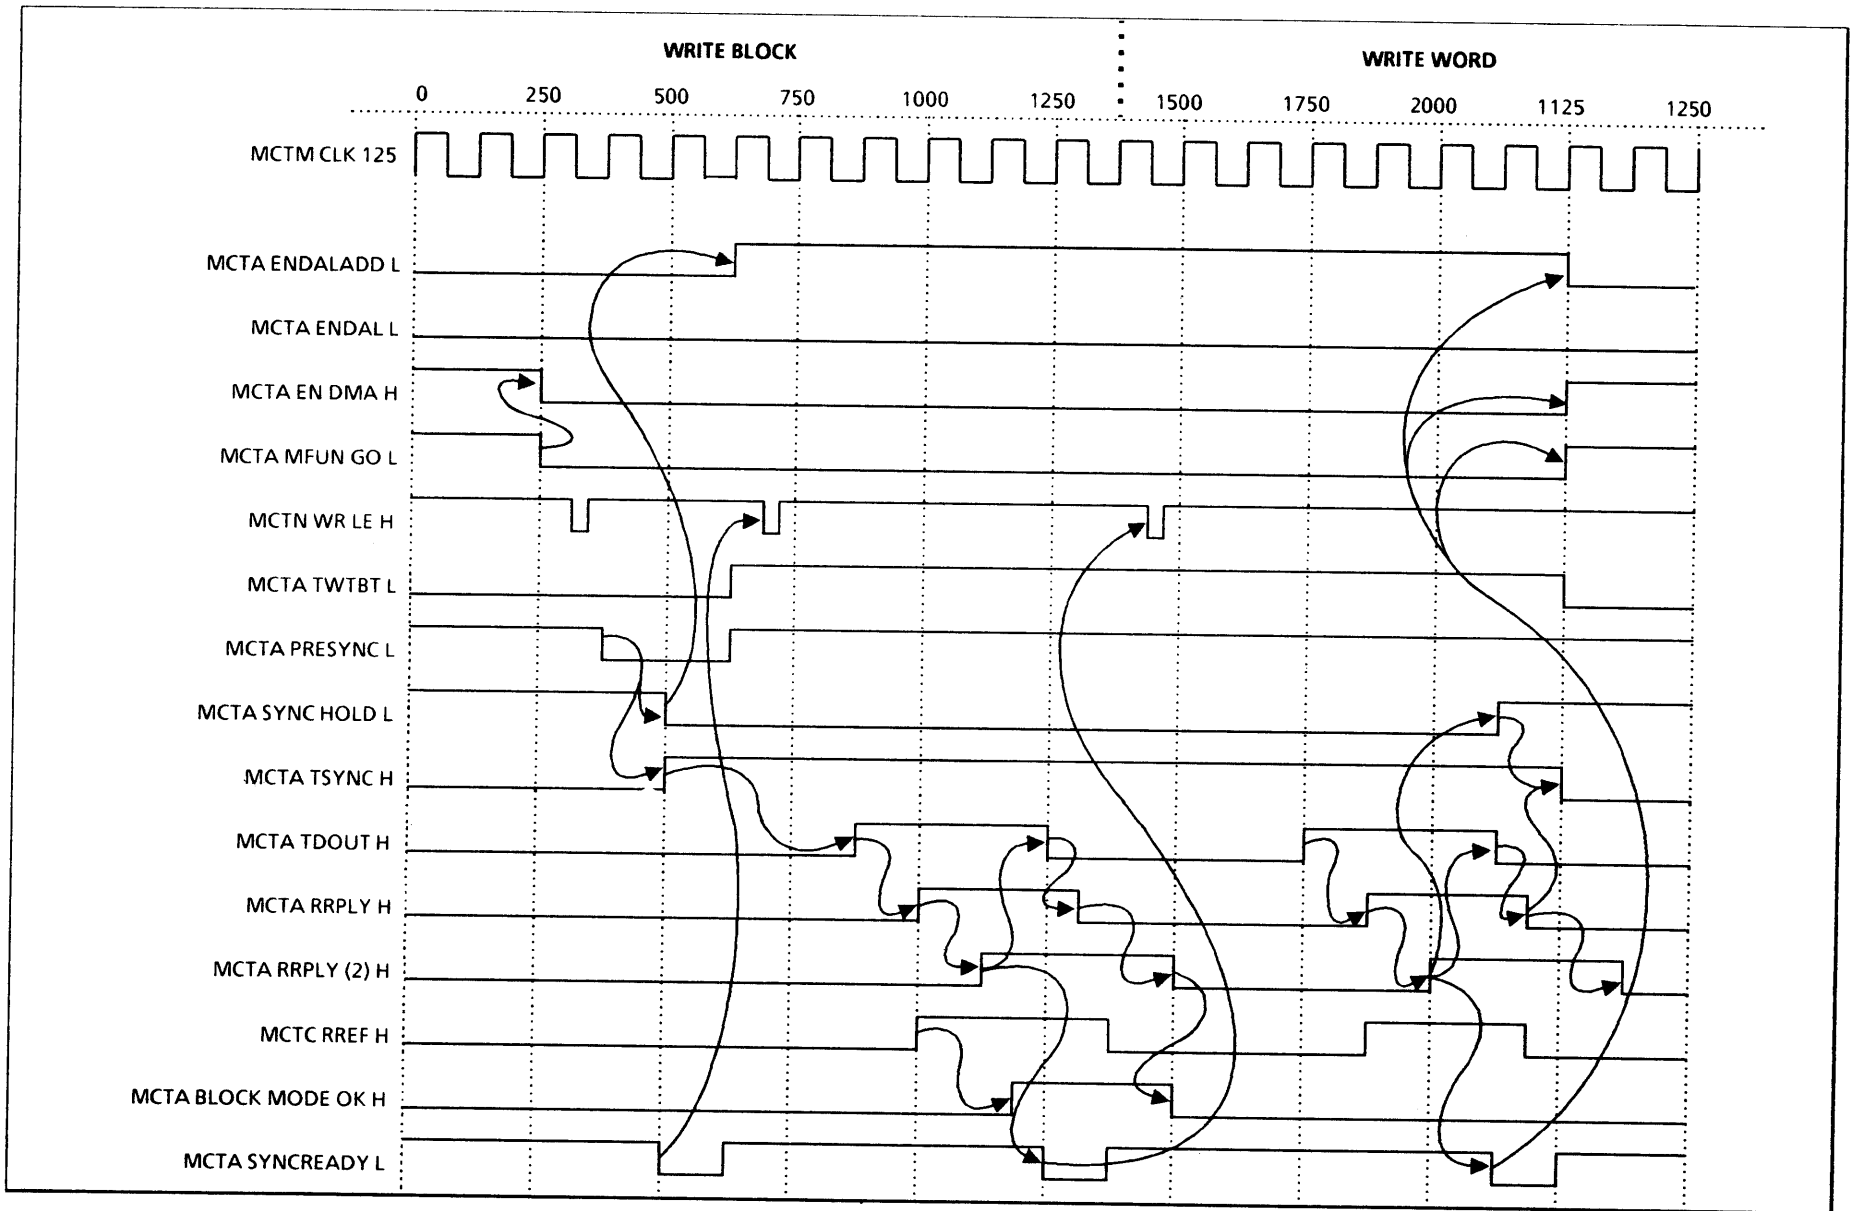 WRITE BLOCK WRITE WORD
0 250 500 750 1000 1250 1500 1750 2000 1125 1250
MCTM CLK 125
MCTA ENDALADD L
MCTA ENDAL L
MCTA EN DMA H
MCTA MFUN GO L
MCTN WR LE H
MCTA TWTBT L
MCTA PRESYNC L
MCTA SYNC HOLD L
MCTA TSYNC H
MCTA TDOUT H
MCTA RRPLY H
MCTA RRPLY (2) H
MCTC RREF H
MCTA BLOCK MODE OK H
MCTA SYNCREADY L